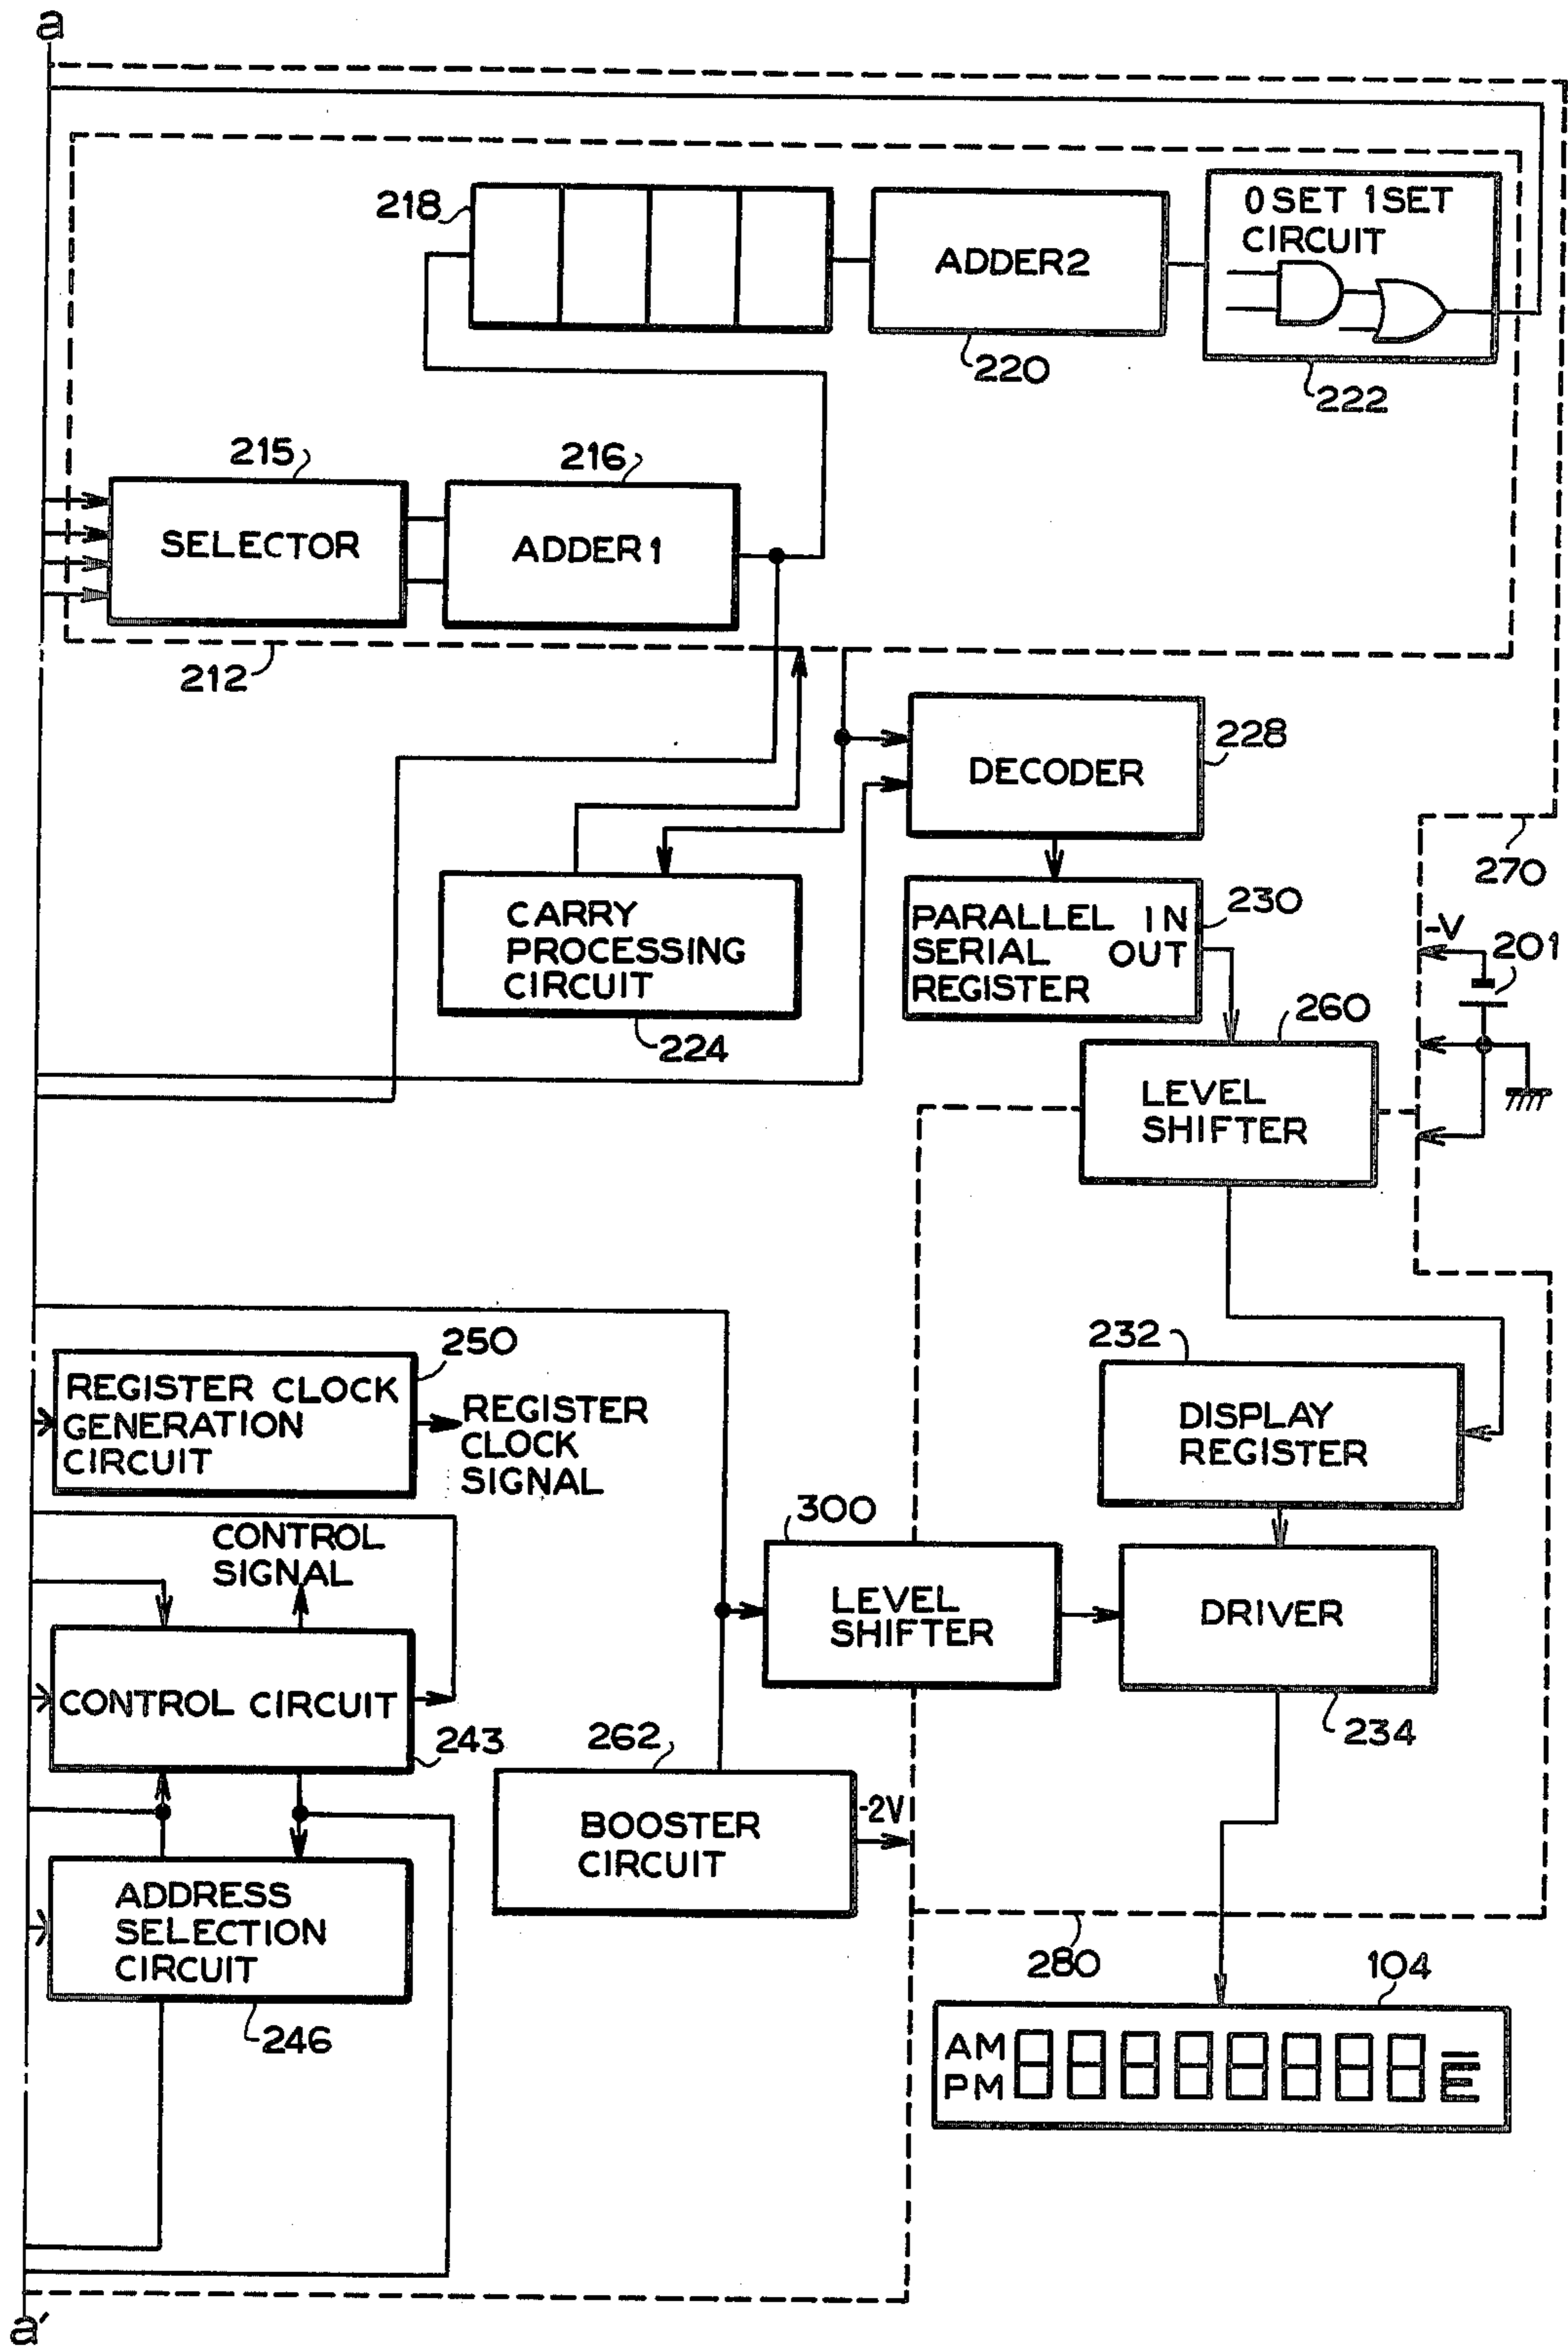 a
218
ADDER2
0 SET 1 SET
CIRCUIT
220
222
215
216
SELECTOR
ADDER1
212
228
DECODER
270
CARRY
PROCESSING
CIRCUIT
224
PARALLEL IN
SERIAL OUT
REGISTER
230
-V
201
260
LEVEL
SHIFTER
250
REGISTER CLOCK
GENERATION
CIRCUIT
REGISTER
CLOCK
SIGNAL
232
DISPLAY
REGISTER
300
CONTROL
SIGNAL
LEVEL
SHIFTER
DRIVER
CONTROL CIRCUIT
243
262
234
BOOSTER
CIRCUIT
-2V
ADDRESS
SELECTION
CIRCUIT
246
280
104
AM
PM
88888888
E
a'